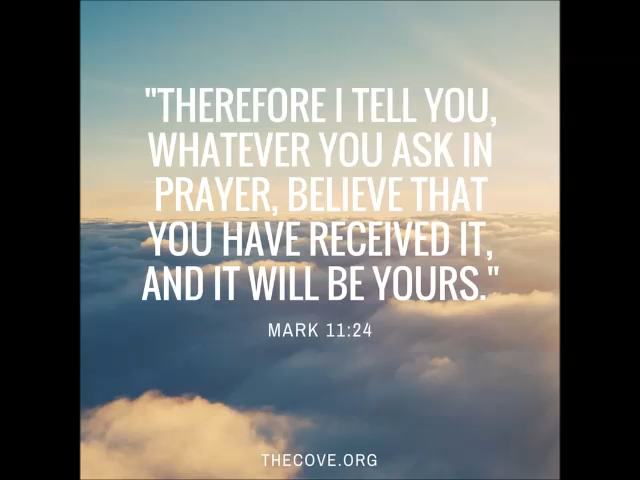 "THEREFORE I TELL YOU,
WHATEVER YOU ASK IN
PRAYER, BELIEVE THAT
YOU HAVE RECEIVED IT,
AND IT WILL BE YOURS."
MARK 11:24
THECOVE.ORG